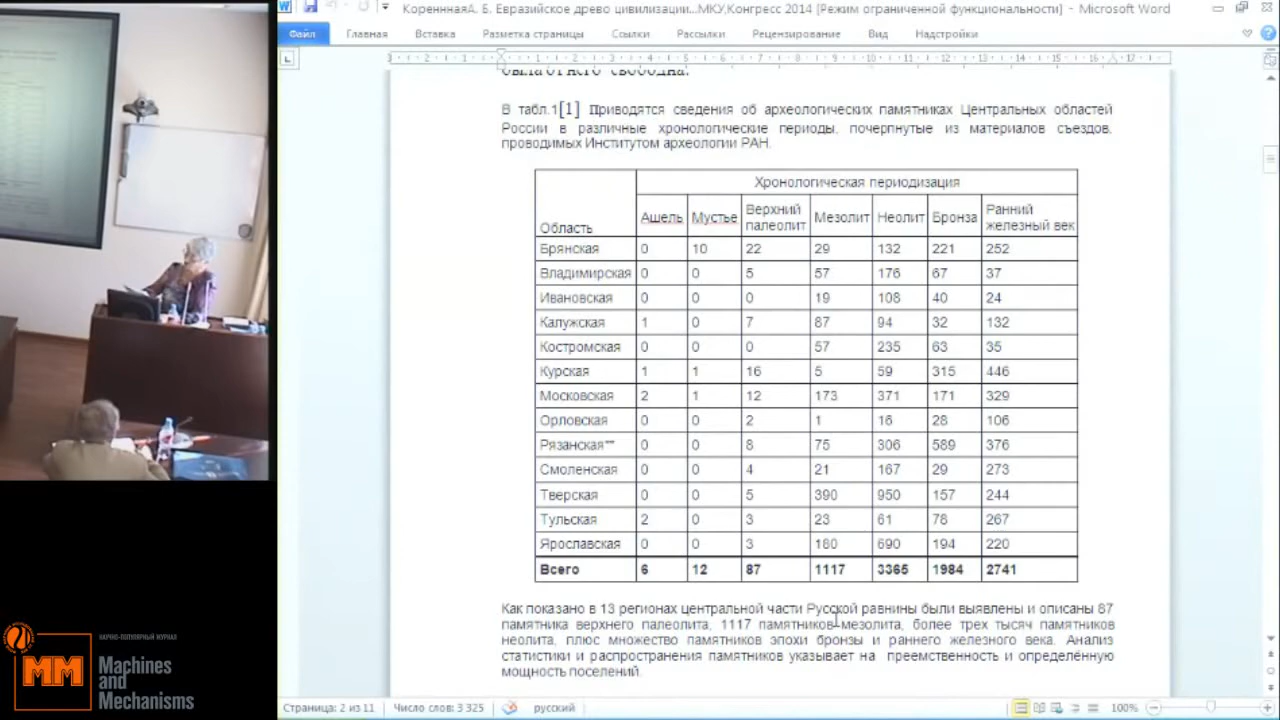 КореннаяА. Б. Евразийское древо цивилизации...МКУ,Конгресс 2014 [Режим ограниченной функциональности] - Microsoft Word
Файл Главная Вставка Разметка страницы Ссылки Рассылки Рецензирование Вид Надстройки
В табл.1[1] Приводятся сведения об археологических памятниках Центральных областей
России в различные хронологические периоды, почерпнутые из материалов съездов,
проводимых Институтом археологии РАН.
Область Хронологическая периодизация
Ашель Мустье Верхний палеолит Мезолит Неолит Бронза Ранний железный век
Брянская 0 10 22 29 132 221 252
Владимирская 0 0 5 57 176 67 37
Ивановская 0 0 0 19 108 40 24
Калужская 1 0 7 87 94 32 132
Костромская 0 0 0 57 235 63 35
Курская 1 1 16 5 59 315 446
Московская 2 1 12 173 371 171 329
Орловская 0 0 2 1 16 28 106
Рязанская** 0 0 8 75 306 589 376
Смоленская 0 0 4 21 167 29 273
Тверская 0 0 5 390 950 157 244
Тульская 2 0 3 23 61 78 267
Ярославская 0 0 3 180 690 194 220
Всего 6 12 87 1117 3365 1984 2741
Как показано в 13 регионах центральной части Русской равнины были выявлены и описаны 87
памятника верхнего палеолита, 1117 памятников мезолита, более трех тысяч памятников
неолита плюс множество памятников эпохи бронзы и раннего железного века. Анализ
статистики и распространения памятников указывает на преемственность и определённую
мощность поселений.
Страница: 2 из 11 Число слов: 3 325 русский 100%
НАУЧНО-ПОПУЛЯРНЫЙ ЖУРНАЛ
ММ
Machines
and
Mechanisms